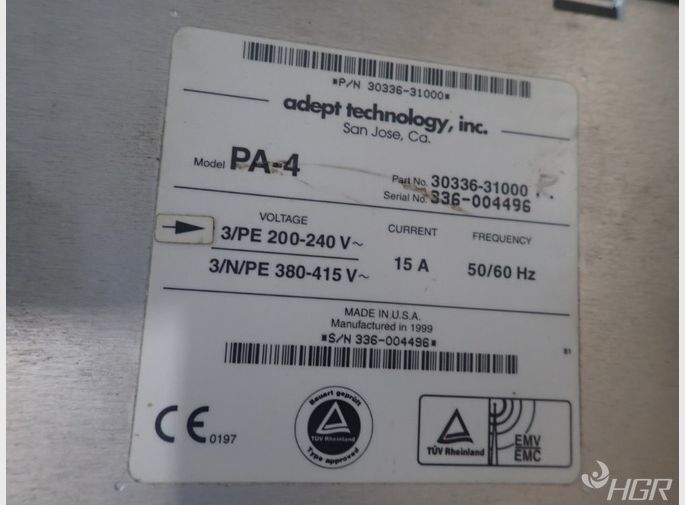 *P/N 30336-31000*
adept technology, inc.
San Jose, Ca.
Model PA-4
Part No. 30336-31000 R
Serial No. 336-004496
VOLTAGE CURRENT FREQUENCY
3/PE 200-240 V~
3/N/PE 380-415 V~ 15 A 50/60 Hz
MADE IN U.S.A.
Manufactured in 1999
*S/N 336-004496*
CE 0197
Bauart geprüft
TÜV Rheinland
Type approved
TÜV Rheinland
EMV
EMC
HGR